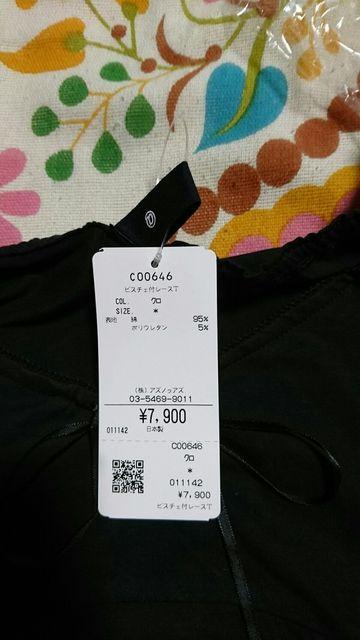 C00646
ビスチェ付レースT
COL. クロ
SIZE. *
表地 綿 95%
ポリウレタン 5%
(株)アズノゥアズ
03-5469-9011
¥7,900
011142 日本製
C00646
クロ
*
011142
¥7,900
ビスチェ付レースT